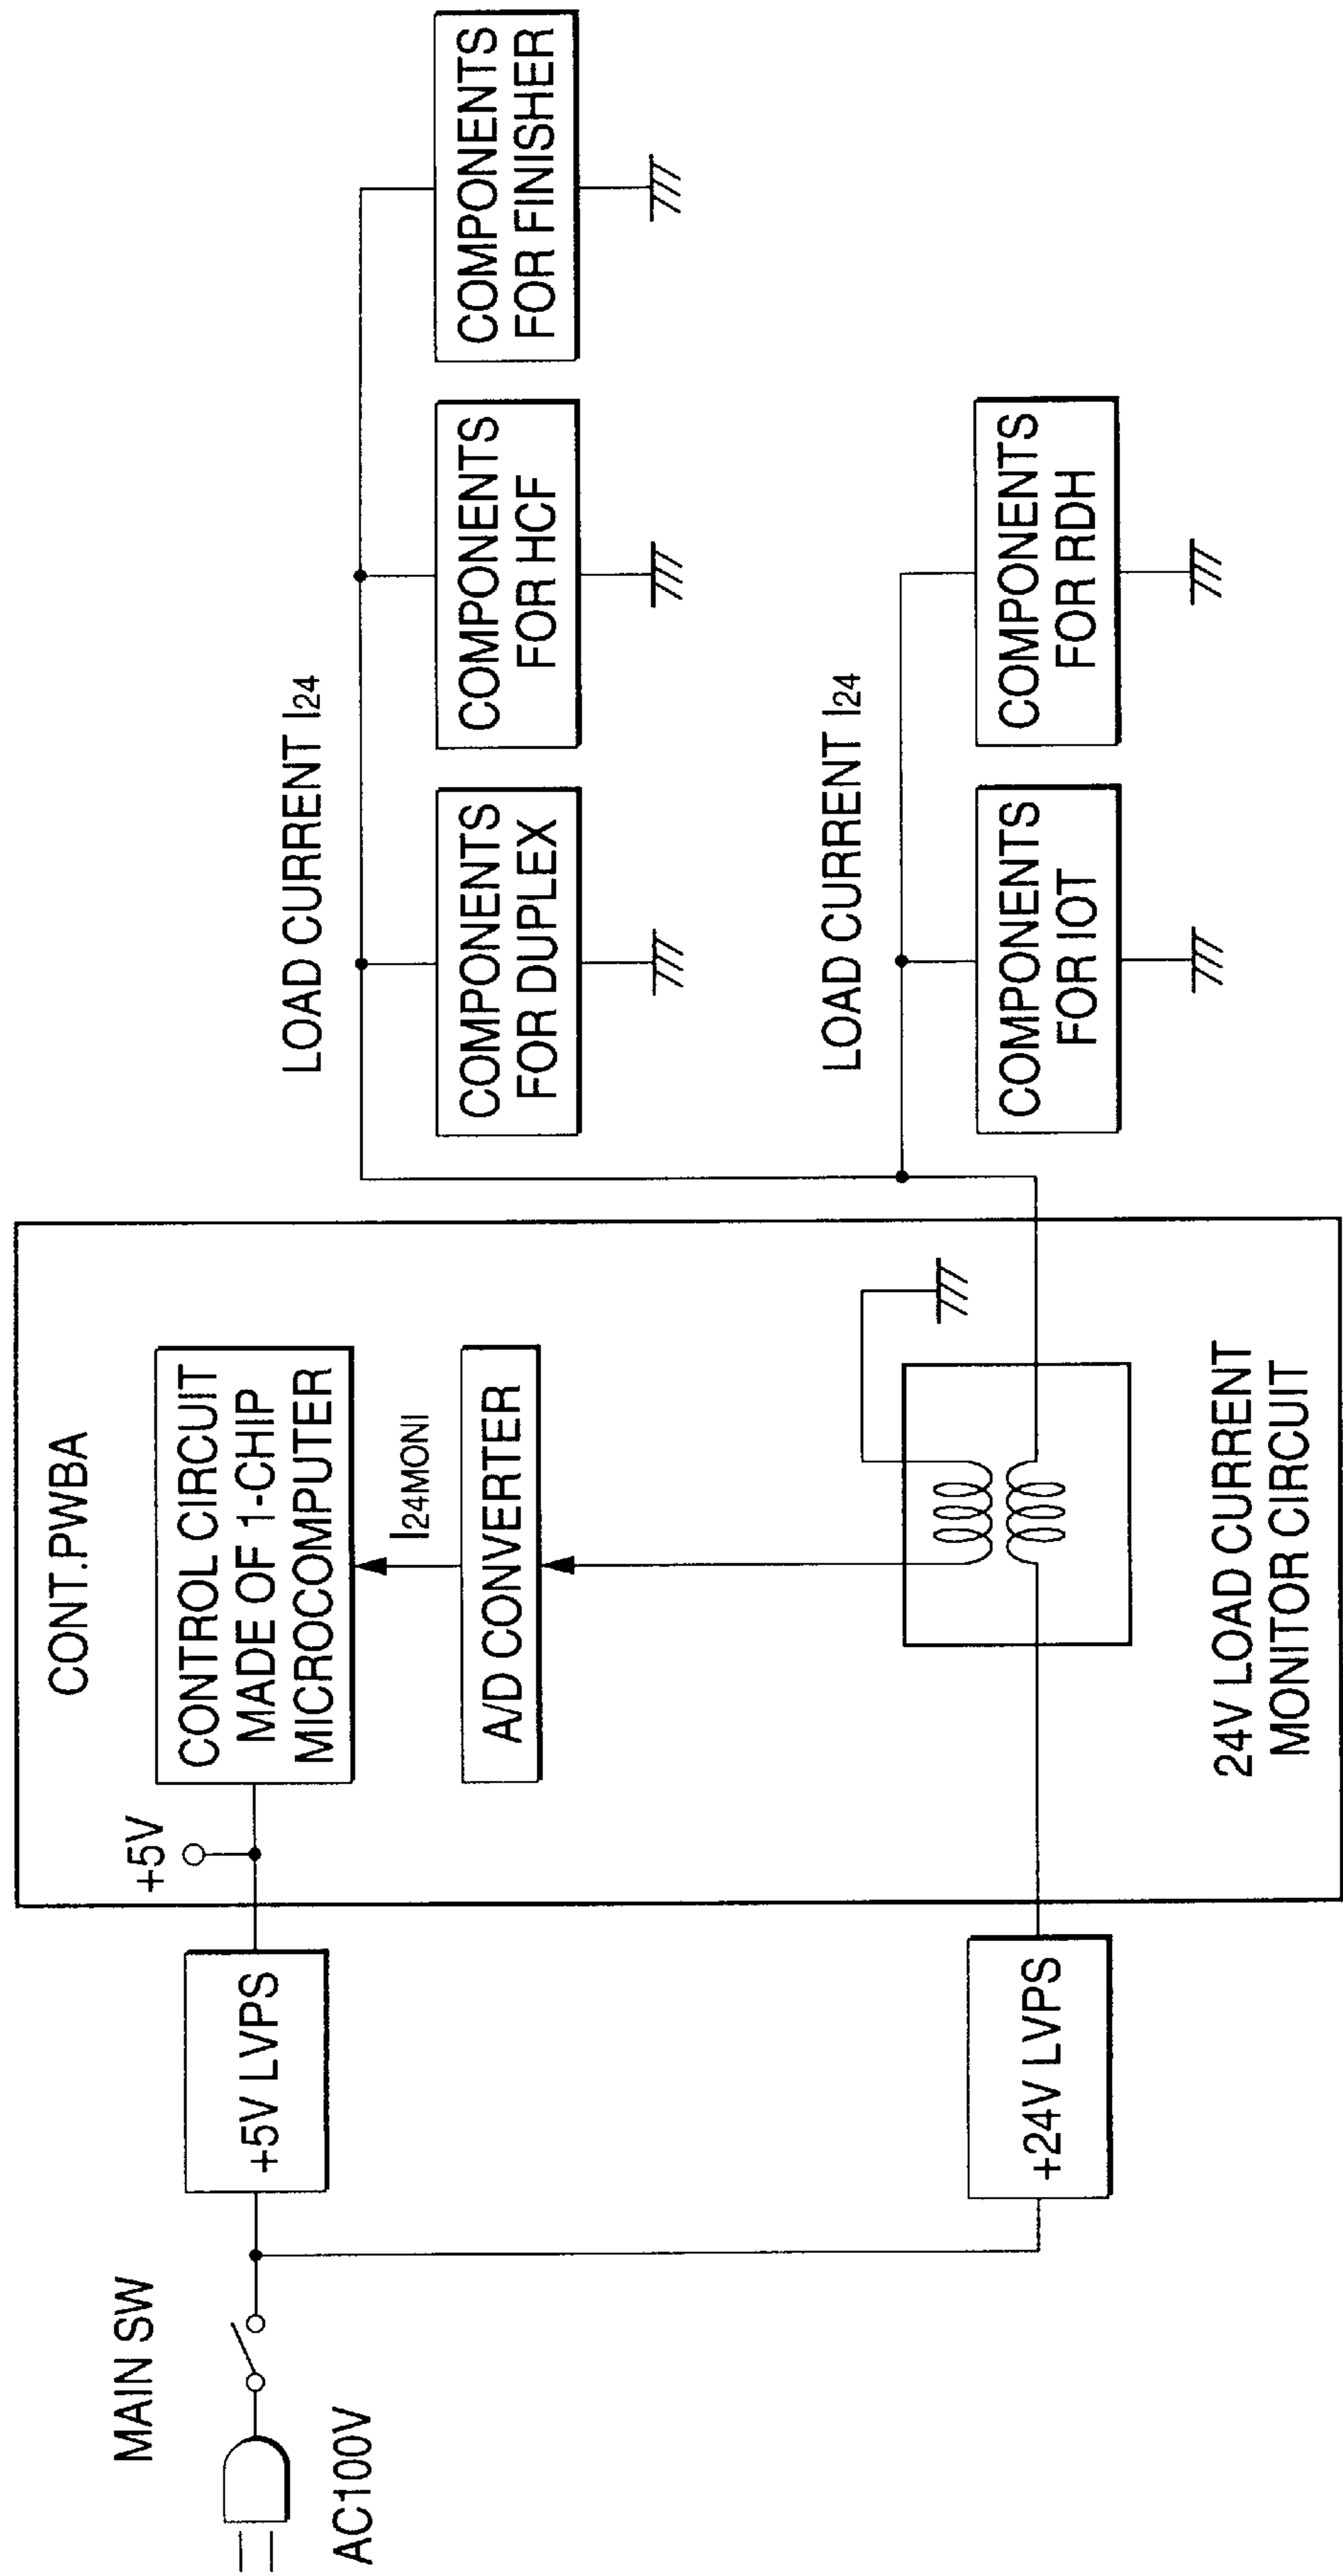 MAIN SW
AC100V
+5V LVPS
+24V LVPS
CONT.PWBA
+5V
CONTROL CIRCUIT
MADE OF 1-CHIP
MICROCOMPUTER
I24MONI
A/D CONVERTER
24V LOAD CURRENT
MONITOR CIRCUIT
LOAD CURRENT I24
COMPONENTS
FOR DUPLEX
COMPONENTS
FOR HCF
COMPONENTS
FOR FINISHER
LOAD CURRENT I24
COMPONENTS
FOR IOT
COMPONENTS
FOR RDH